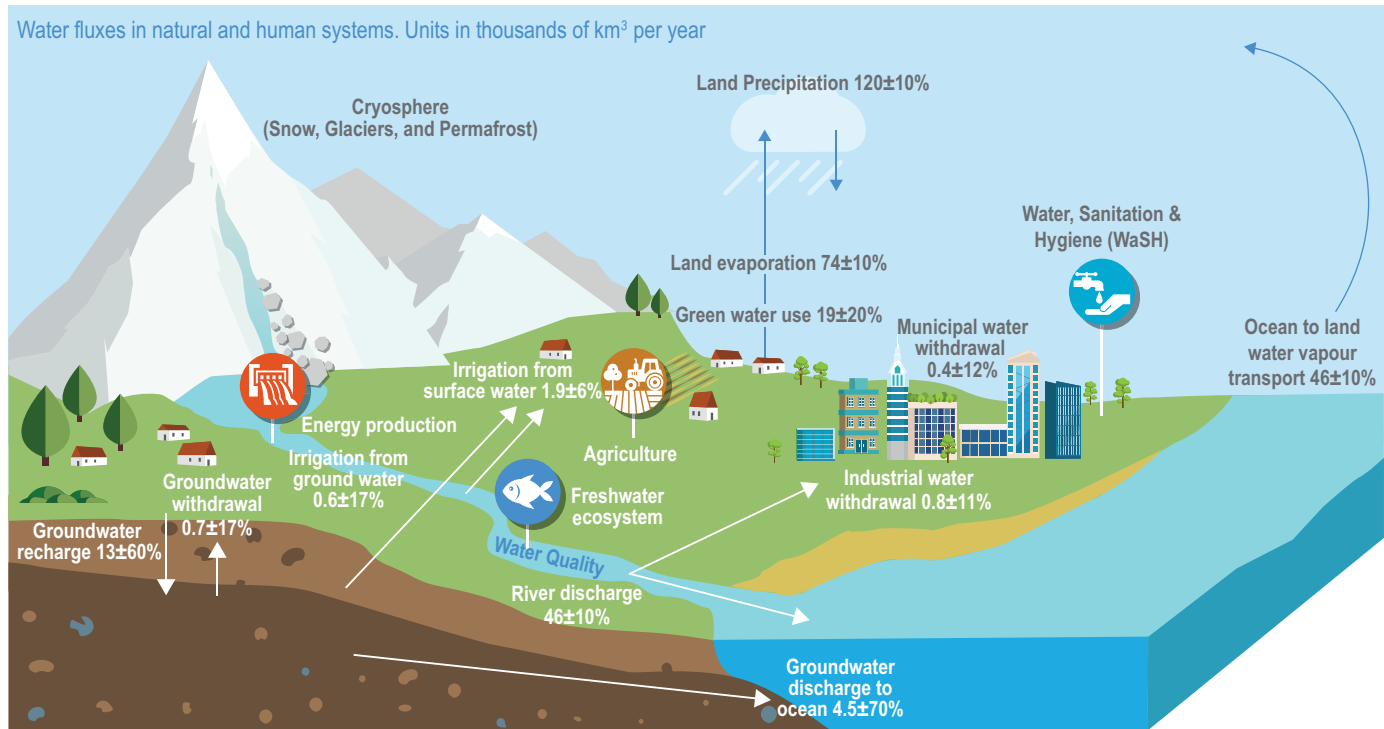 Water fluxes in natural and human systems. Units in thousands of km³ per year
Land Precipitation 120±10%
Cryosphere
(Snow, Glaciers, and Permafrost)
Water, Sanitation &
Hygiene (WaSH)
Land evaporation 74±10%
Green water use 19±20%
Municipal water
withdrawal
0.4±12%
Ocean to land
water vapour
transport 46±10%
Irrigation from
surface water 1.9±6%
Energy production
Agriculture
Irrigation from
ground water
0.6±17%
Groundwater
withdrawal
0.7±17%
Industrial water
withdrawal 0.8±11%
Freshwater
ecosystem
Groundwater
recharge 13±60%
Water Quality
River discharge
46±10%
Groundwater
discharge to
ocean 4.5±70%